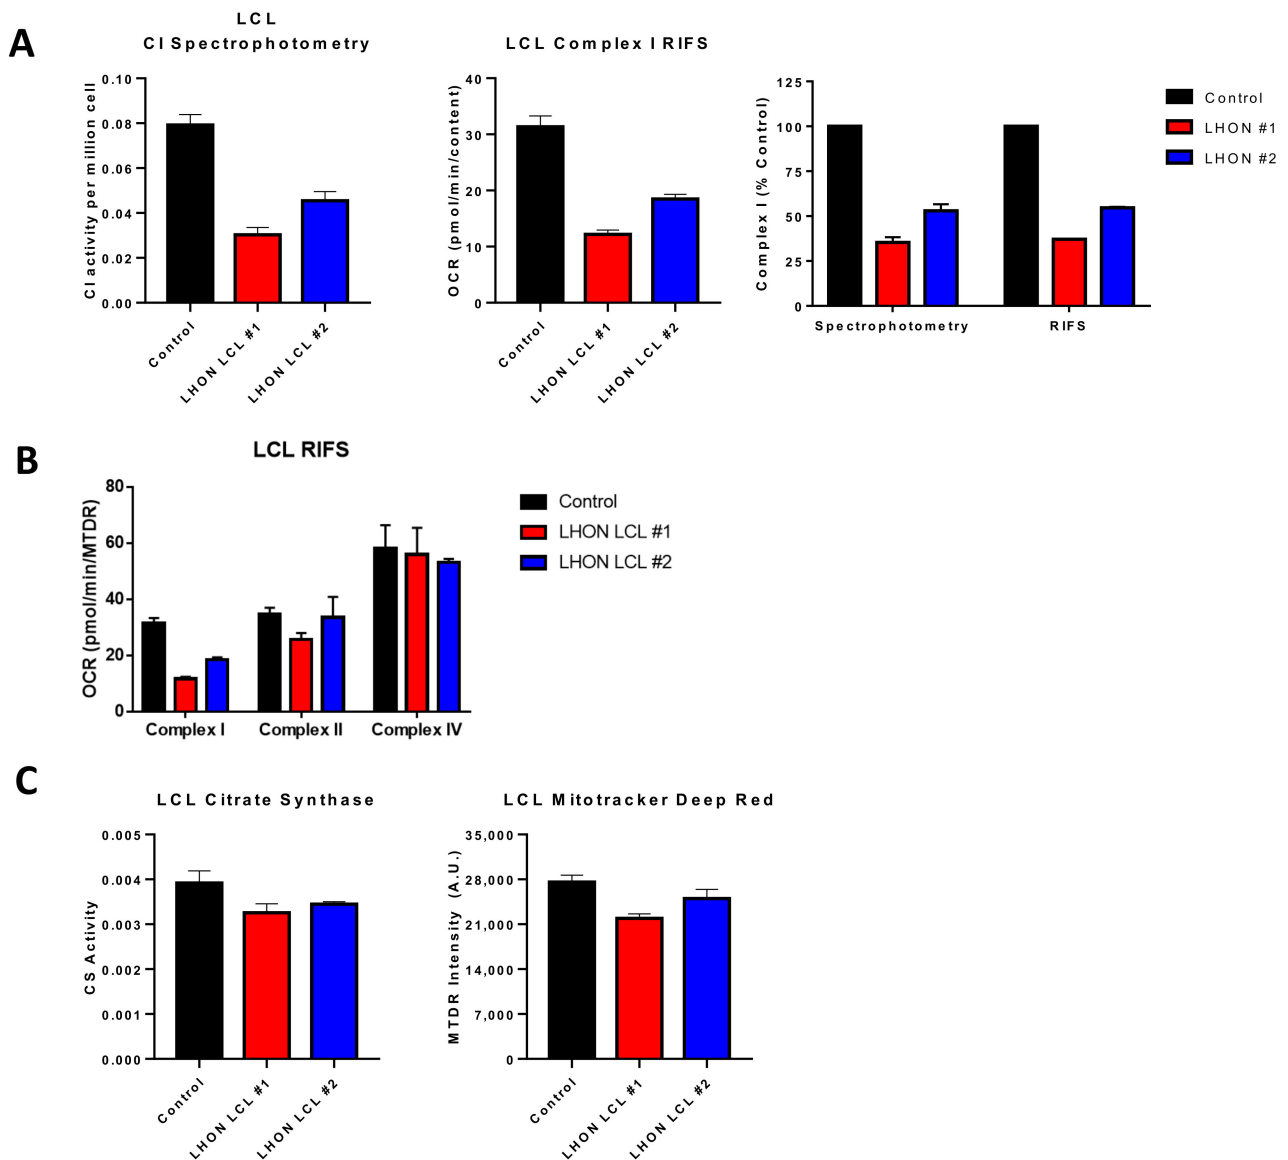 A
LCL
CI Spectrophotometry
CI activity per million cell
0.10
0.08
0.06
0.04
0.02
0.00
Control
LHON LCL #1
LHON LCL #2
LCL Complex I RIFS
OCR (pmol/min/content)
40
30
20
10
0
Control
LHON LCL #1
LHON LCL #2
Complex I (% Control)
125
100
75
50
25
0
Spectrophotometry
RIFS
Control
LHON #1
LHON #2
B
LCL RIFS
OCR (pmol/min/MTDR)
80
60
40
20
0
Complex I
Complex II
Complex IV
Control
LHON LCL #1
LHON LCL #2
C
LCL Citrate Synthase
CS Activity
0.005
0.004
0.003
0.002
0.001
0.000
Control
LHON LCL #1
LHON LCL #2
LCL Mitotracker Deep Red
MTDR Intensity (A.U.)
35,000
28,000
21,000
14,000
7,000
0
Control
LHON LCL #1
LHON LCL #2